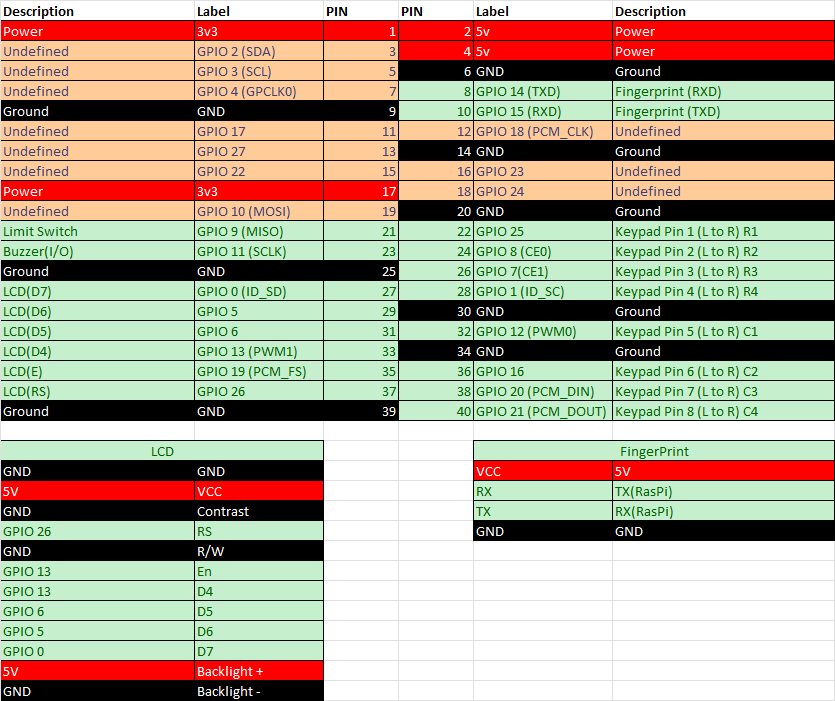 Description Label PIN PIN Label Description
Power 3v3 1 2 5v Power
Undefined GPIO 2 (SDA) 3 4 5v Power
Undefined GPIO 3 (SCL) 5 6 GND Ground
Undefined GPIO 4 (GPCLK0) 7 8 GPIO 14 (TXD) Fingerprint (RXD)
Ground GND 9 10 GPIO 15 (RXD) Fingerprint (TXD)
Undefined GPIO 17 11 12 GPIO 18 (PCM_CLK) Undefined
Undefined GPIO 27 13 14 GND Ground
Undefined GPIO 22 15 16 GPIO 23 Undefined
Power 3v3 17 18 GPIO 24 Undefined
Undefined GPIO 10 (MOSI) 19 20 GND Ground
Limit Switch GPIO 9 (MISO) 21 22 GPIO 25 Keypad Pin 1 (L to R) R1
Buzzer(I/O) GPIO 11 (SCLK) 23 24 GPIO 8 (CE0) Keypad Pin 2 (L to R) R2
Ground GND 25 26 GPIO 7(CE1) Keypad Pin 3 (L to R) R3
LCD(D7) GPIO 0 (ID_SD) 27 28 GPIO 1 (ID_SC) Keypad Pin 4 (L to R) R4
LCD(D6) GPIO 5 29 30 GND Ground
LCD(D5) GPIO 6 31 32 GPIO 12 (PWM0) Keypad Pin 5 (L to R) C1
LCD(D4) GPIO 13 (PWM1) 33 34 GND Ground
LCD(E) GPIO 19 (PCM_FS) 35 36 GPIO 16 Keypad Pin 6 (L to R) C2
LCD(RS) GPIO 26 37 38 GPIO 20 (PCM_DIN) Keypad Pin 7 (L to R) C3
Ground GND 39 40 GPIO 21 (PCM_DOUT) Keypad Pin 8 (L to R) C4
LCD
GND GND
5V VCC
GND Contrast
GPIO 26 RS
GND R/W
GPIO 13 En
GPIO 13 D4
GPIO 6 D5
GPIO 5 D6
GPIO 0 D7
5V Backlight +
GND Backlight -
FingerPrint
VCC 5V
RX TX(RasPi)
TX RX(RasPi)
GND GND